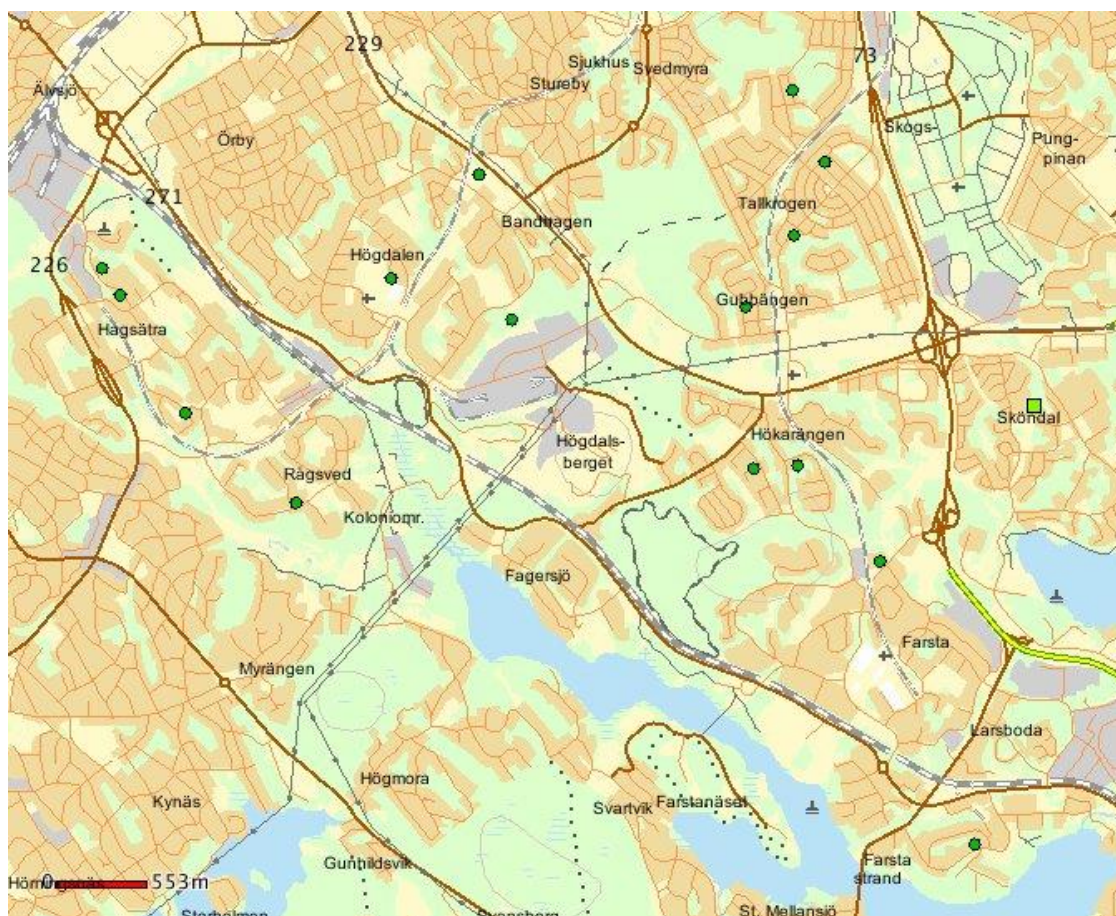 229
Sjukhus
Svedmyra
73
Stureby
Älvsjö
Örby
Skogs-
Pung-
pinan
271
Bandhagen
Tallkrogen
Högdalen
226
Gubbängen
Hagsätra
Sköndal
Högdals-
berget
Hökarängen
Rågsved
Koloniomr.
Fagersjö
Farsta
Myrängen
Larsboda
Högmora
Kynäs
Svartvik
Farstanäset
Gunhildsvik
Farsta
strand
0 553m
St. Mellansjö